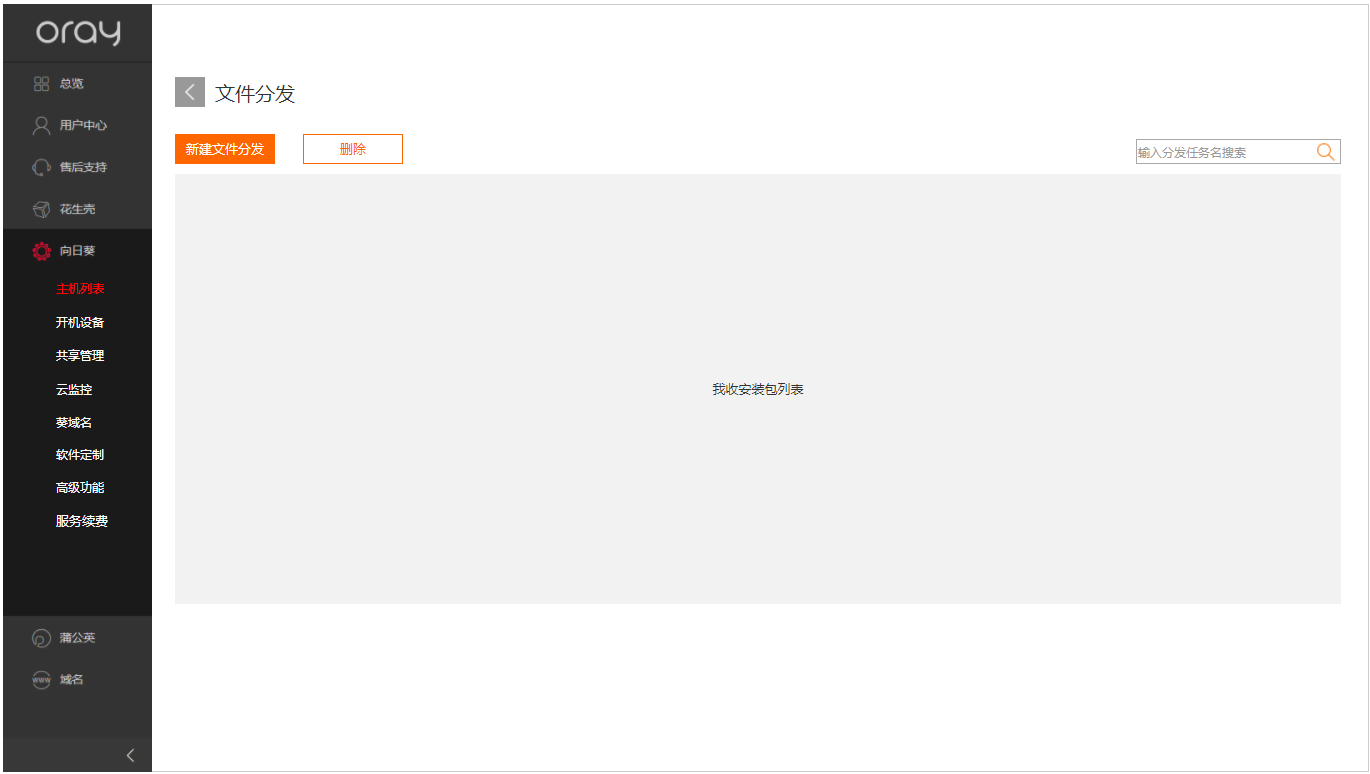 oray
总览
用户中心
售后支持
花生壳
向日葵
主机列表
开机设备
共享管理
云监控
葵域名
软件定制
高级功能
服务续费
蒲公英
www 域名
文件分发
新建文件分发
删除
输入分发任务名搜索
我收安装包列表